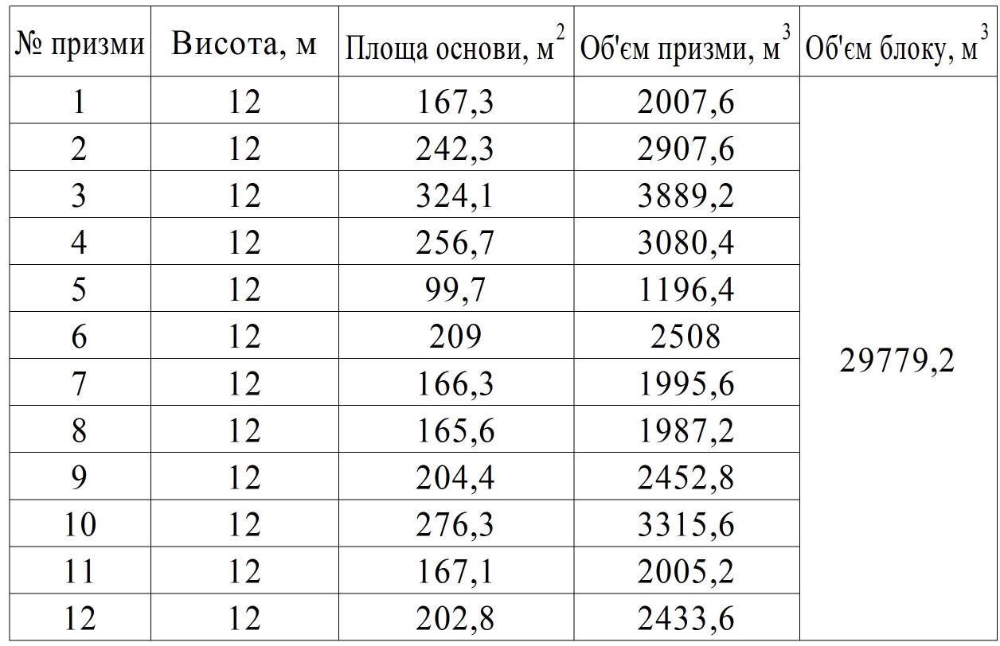 № призми Висота, м Площа основи, м² Об'єм призми, м³ Об'єм блоку, м³
1 12 167,3 2007,6
2 12 242,3 2907,6
3 12 324,1 3889,2
4 12 256,7 3080,4
5 12 99,7 1196,4
6 12 209 2508
29779,2
7 12 166,3 1995,6
8 12 165,6 1987,2
9 12 204,4 2452,8
10 12 276,3 3315,6
11 12 167,1 2005,2
12 12 202,8 2433,6